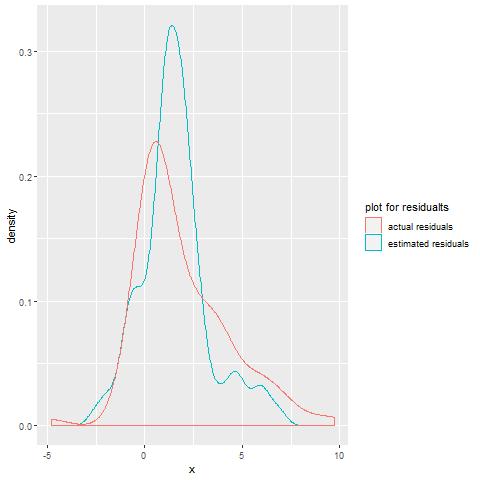 0.3
0.2
0.1
0.0
density
-5 0 5 10
x
plot for residualts
actual residuals
estimated residuals